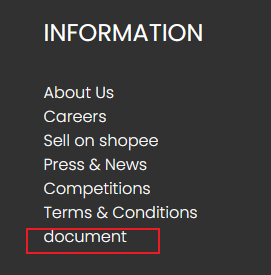 INFORMATION
About Us
Careers
Sell on shopee
Press & News
Competitions
Terms & Conditions
document